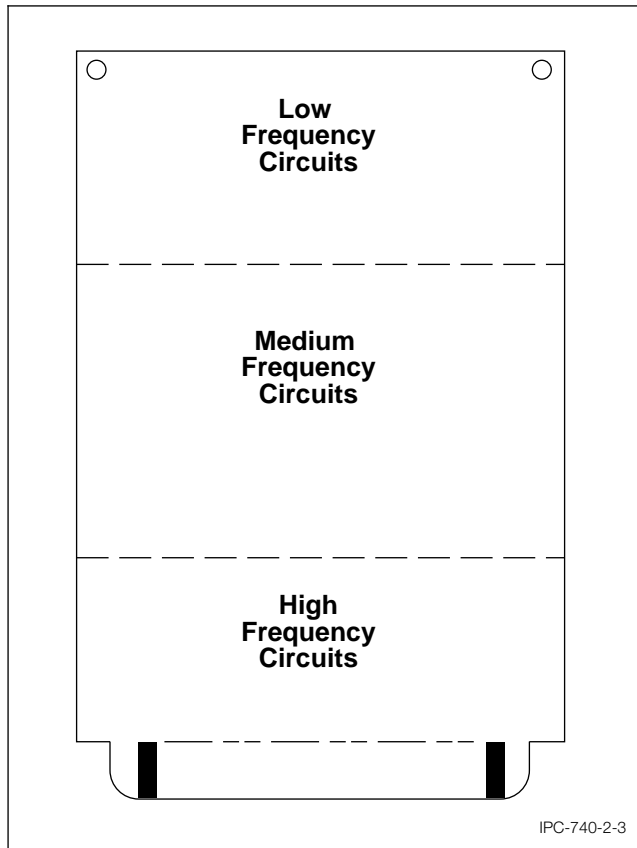 Low
Frequency
Circuits
Medium
Frequency
Circuits
High
Frequency
Circuits
IPC-740-2-3